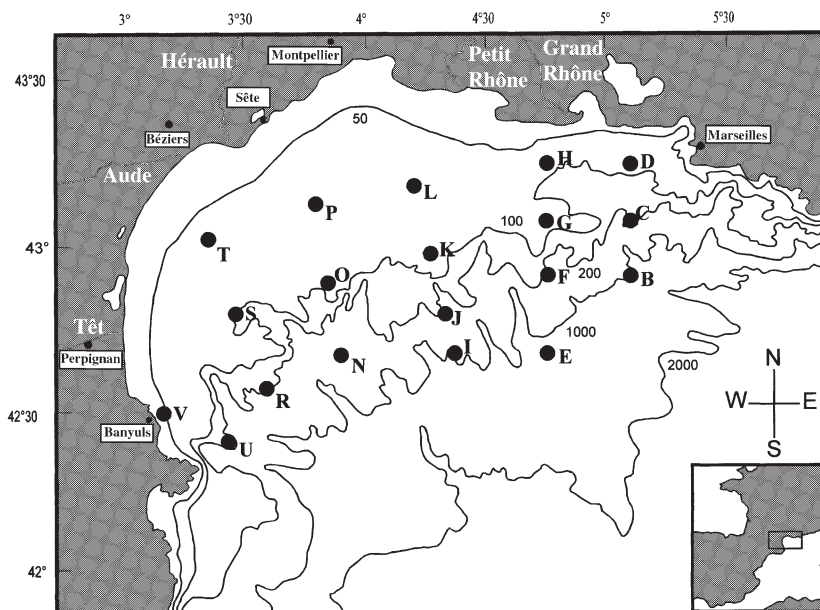 3° 3°30 4° 4°30 5° 5°30
Montpellier
Hérault
Petit
Rhône
Grand
Rhône
43°30
Sète
50
Béziers
Marseilles
Aude
H D
L
P
100 G C
43°
T
K
O
F 200 B
S
J
1000
Têt
Perpignan
N I E
2000
R
N
W E
S
42°30
V
Banyuls
U
42°